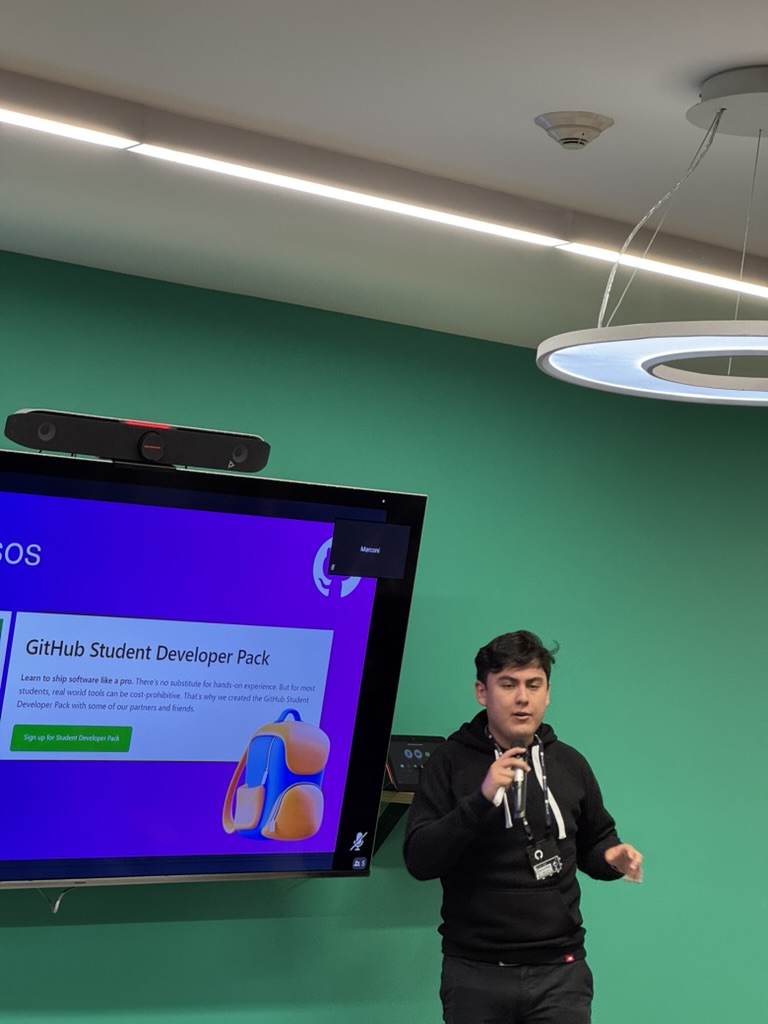 sos
Marconi
GitHub Student Developer Pack
Learn to ship software like a pro. There's no substitute for hands-on experience. But for most
students, real world tools can be cost-prohibitive. That's why we created the GitHub Student
Developer Pack with some of our partners and friends.
Sign up for Student Developer Pack